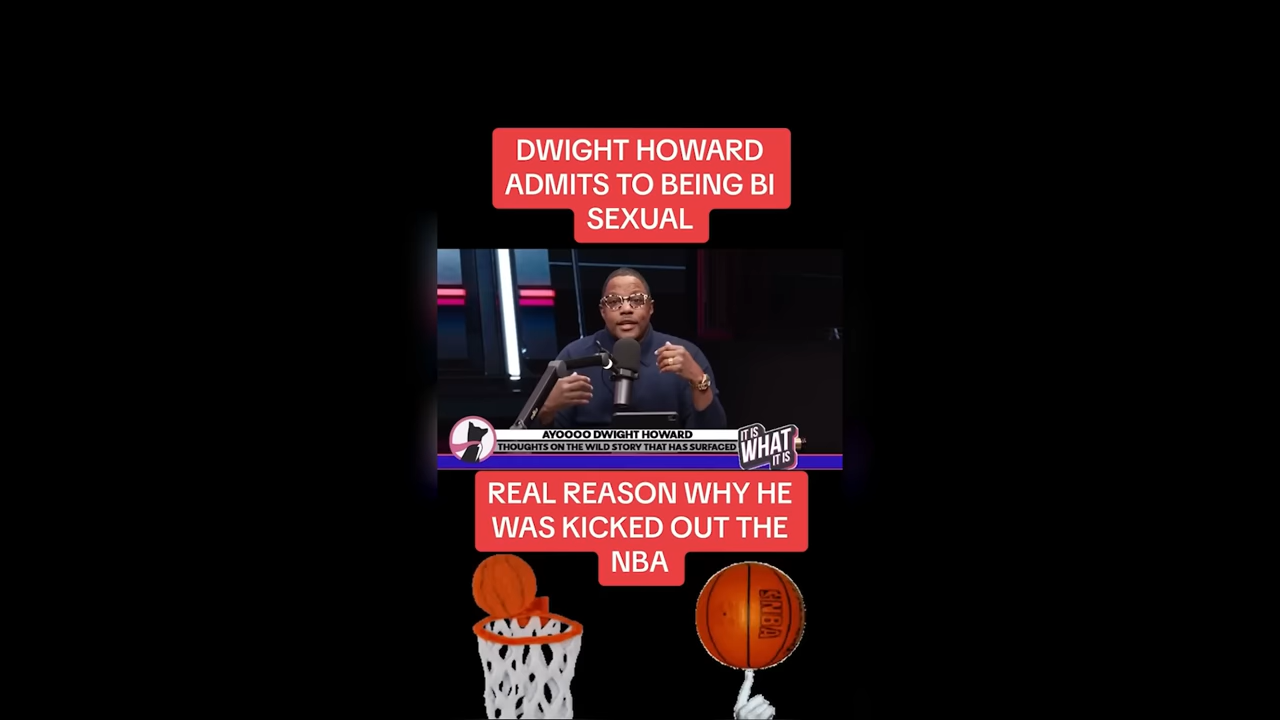 DWIGHT HOWARD
ADMITS TO BEING BI
SEXUAL
AYOOOO DWIGHT HOWARD
THOUGHTS ON THE WILD STORY THAT HAS SURFACED
IT IS
WHAT
IT IS
REAL REASON WHY HE
WAS KICKED OUT THE
NBA
NBA